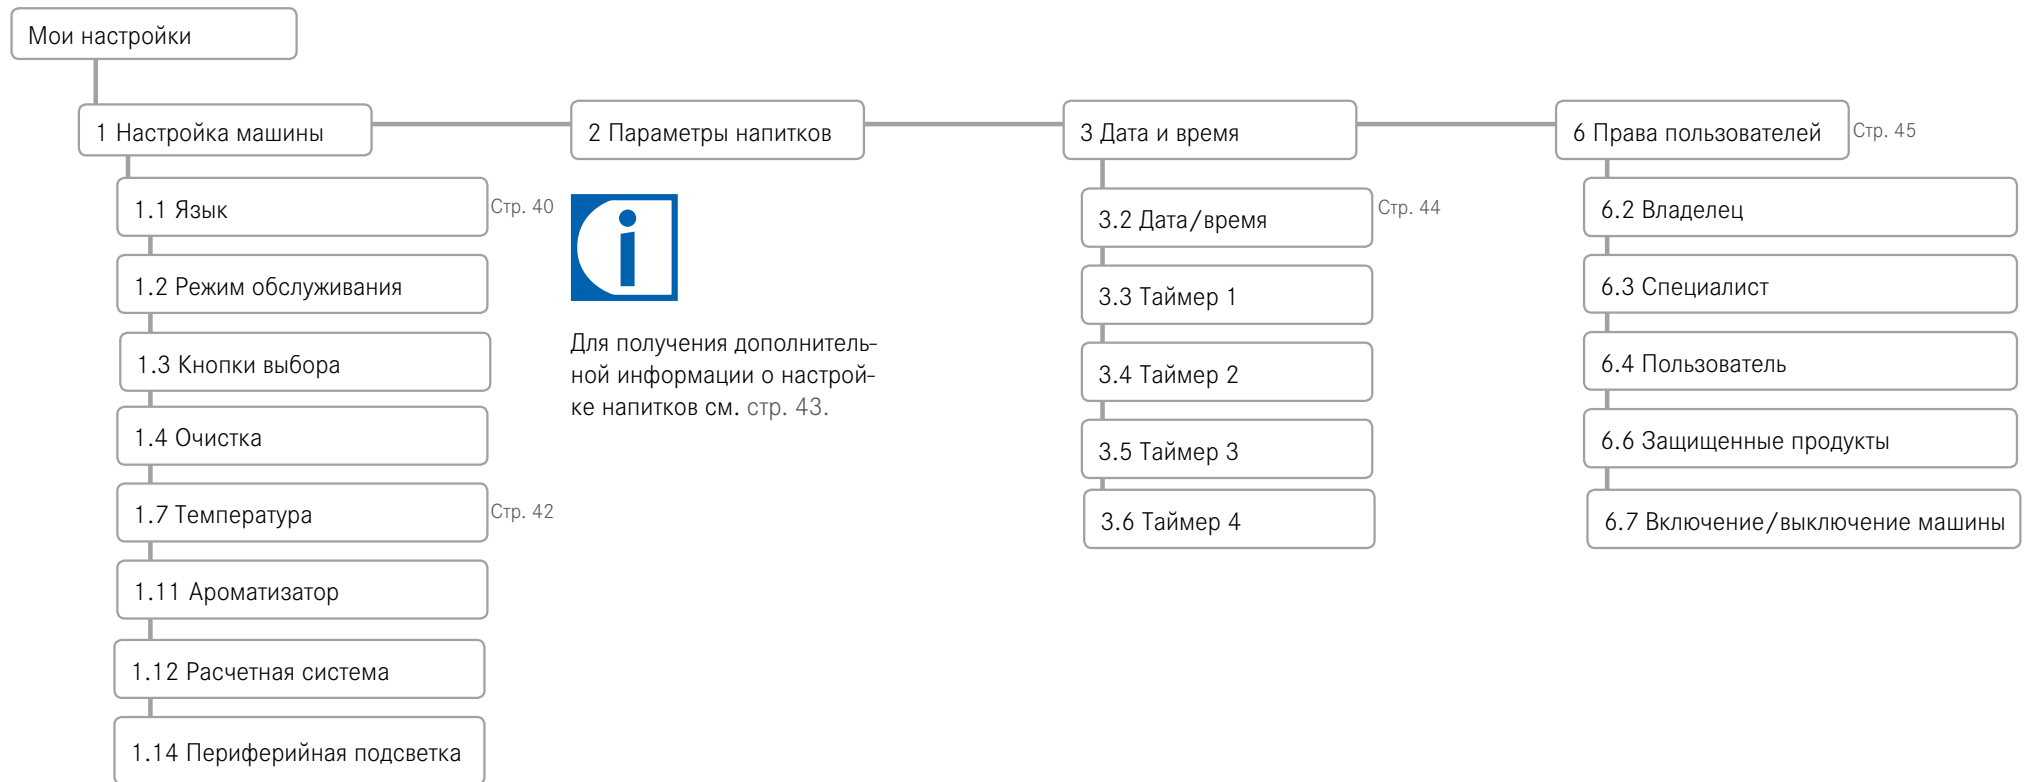 Мои настройки
1 Настройка машины
1.1 Язык
Стр. 40
1.2 Режим обслуживания
1.3 Кнопки выбора
1.4 Очистка
1.7 Температура
Стр. 42
1.11 Ароматизатор
1.12 Расчетная система
1.14 Периферийная подсветка
2 Параметры напитков
i
Для получения дополнитель-
ной информации о настрой-
ке напитков см. стр. 43.
3 Дата и время
3.2 Дата/время
Стр. 44
3.3 Таймер 1
3.4 Таймер 2
3.5 Таймер 3
3.6 Таймер 4
6 Права пользователей
Стр. 45
6.2 Владелец
6.3 Специалист
6.4 Пользователь
6.6 Защищенные продукты
6.7 Включение/выключение машины